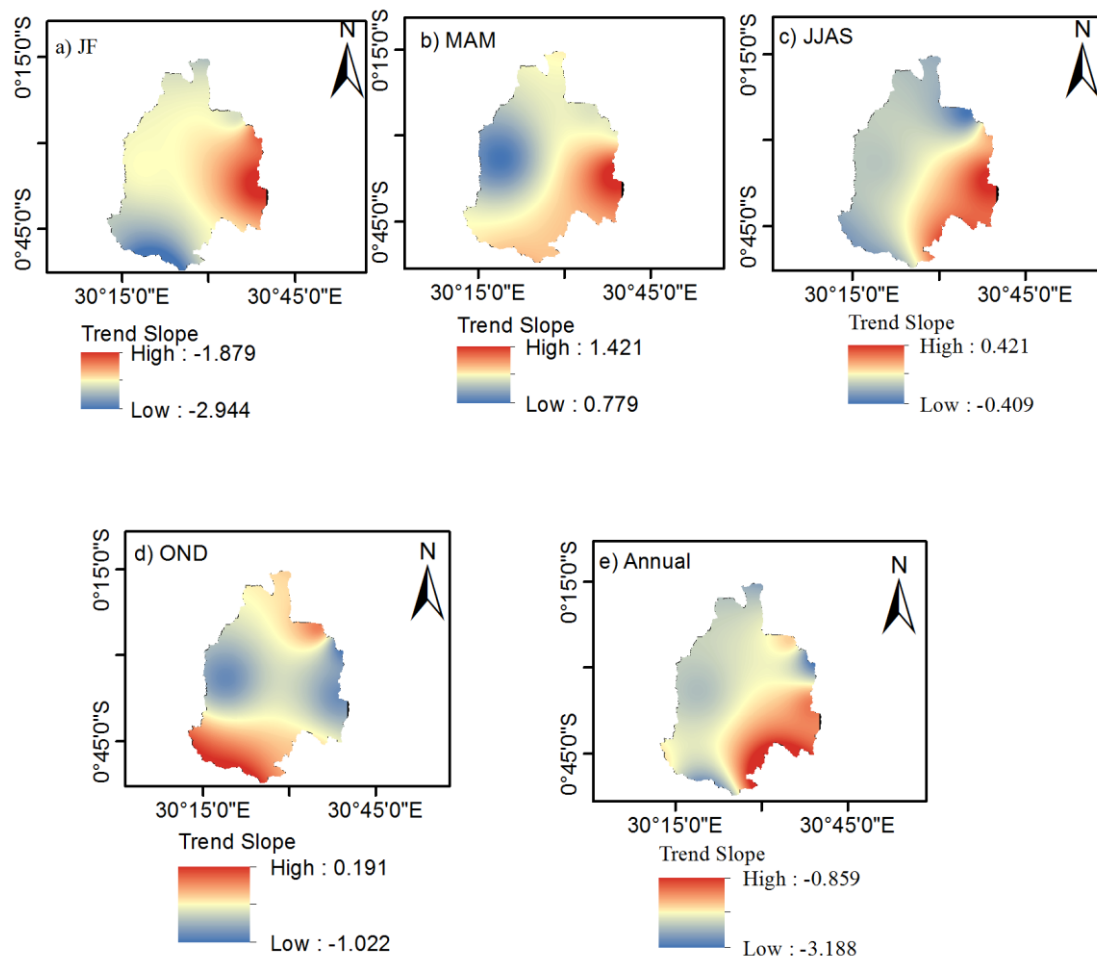 a) JF
N
0°15'0"S
0°45'0"S
30°15'0"E
30°45'0"E
Trend Slope
High : -1.879
Low : -2.944
b) MAM
N
0°15'0"S
0°45'0"S
30°15'0"E
30°45'0"E
Trend Slope
High : 1.421
Low : 0.779
c) JJAS
N
0°15'0"S
0°45'0"S
30°15'0"E
30°45'0"E
Trend Slope
High : 0.421
Low : -0.409
d) OND
N
0°15'0"S
0°45'0"S
30°15'0"E
30°45'0"E
Trend Slope
High : 0.191
Low : -1.022
e) Annual
N
0°15'0"S
0°45'0"S
30°15'0"E
30°45'0"E
Trend Slope
High : -0.859
Low : -3.188